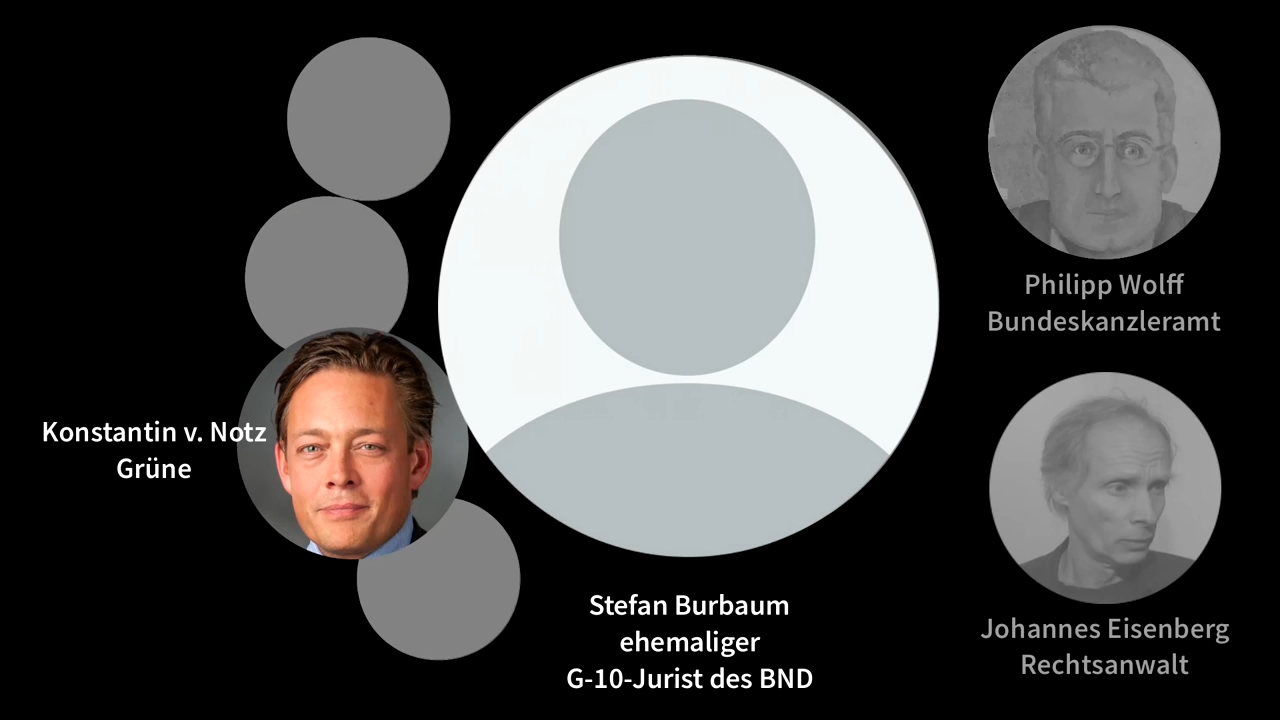 Konstantin v. Notz
Grüne
Stefan Burbaum
ehemaliger
G-10-Jurist des BND
Philipp Wolff
Bundeskanzleramt
Johannes Eisenberg
Rechtsanwalt